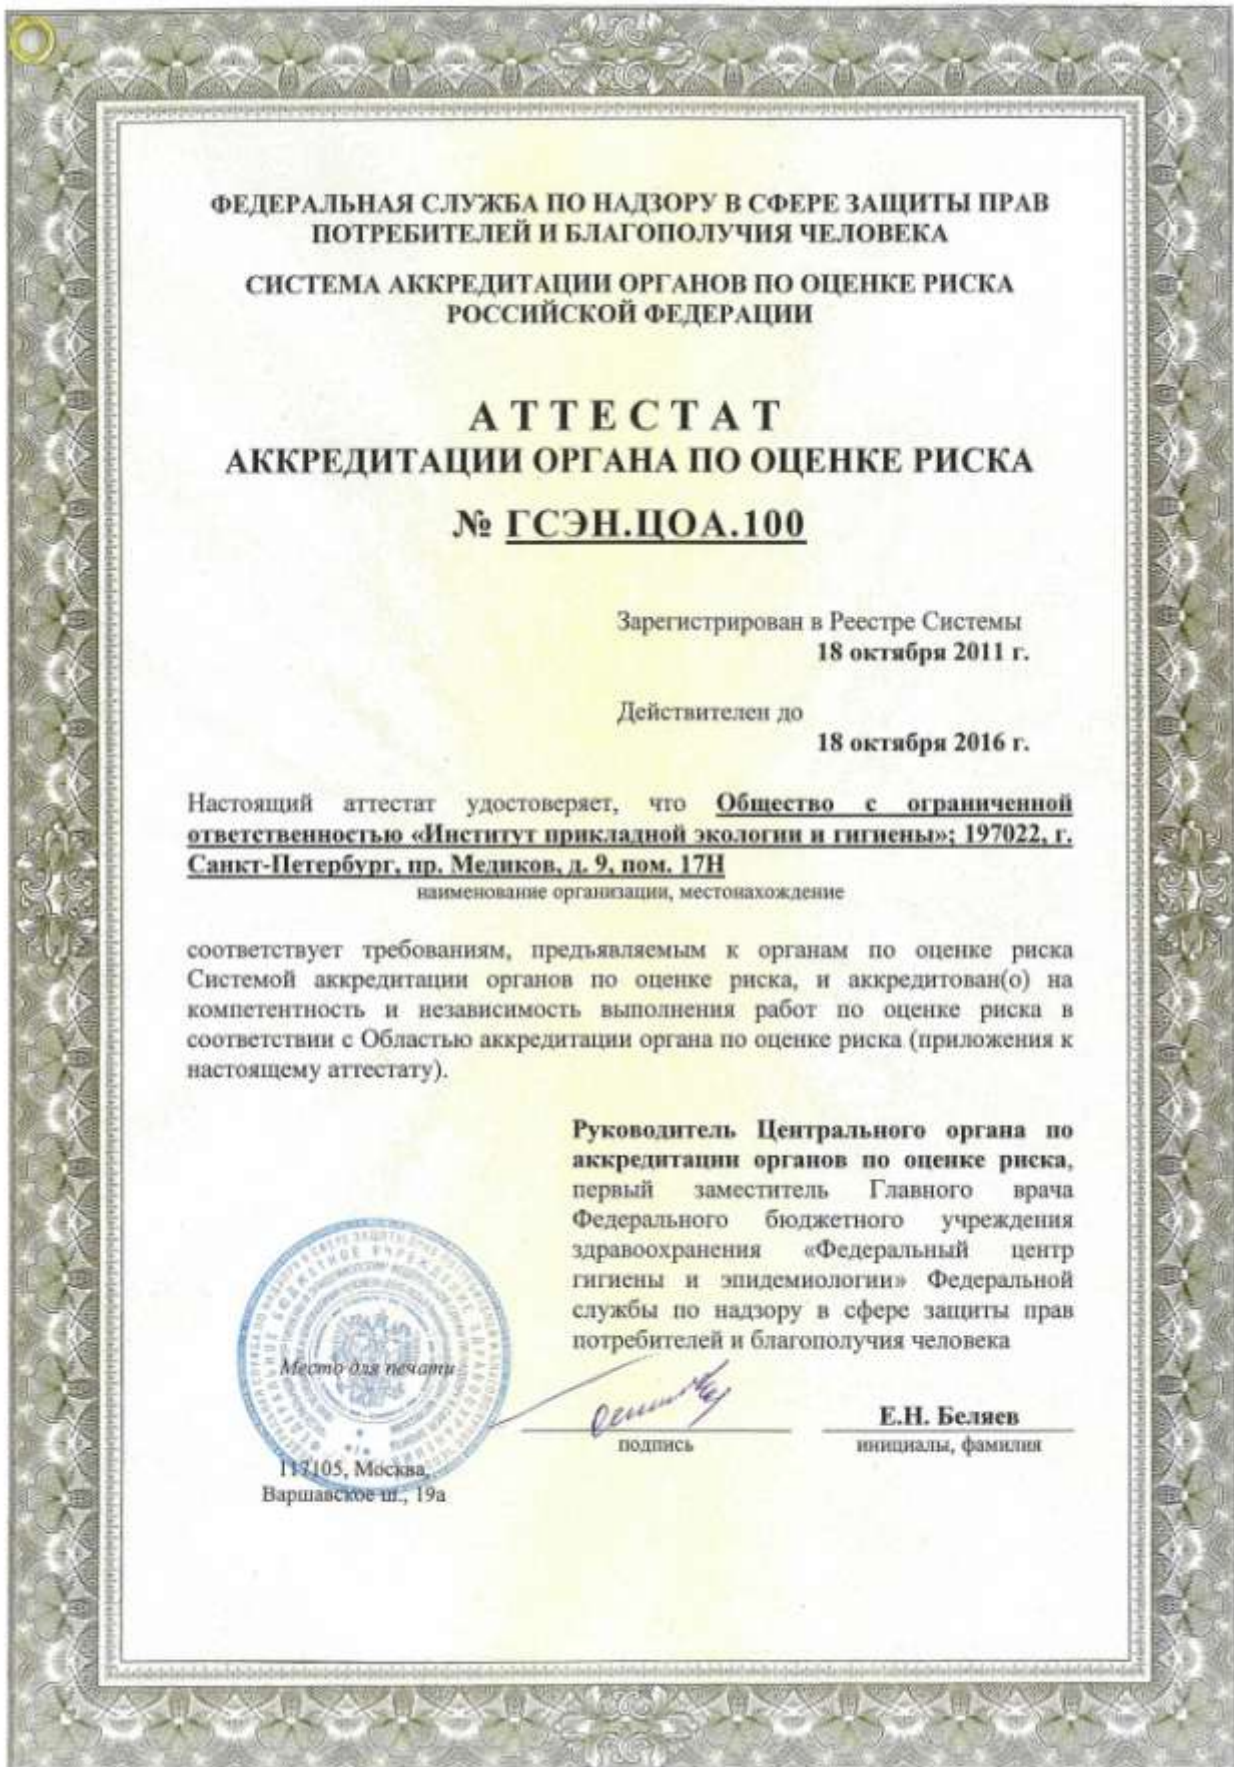 ФЕДЕРАЛЬНАЯ СЛУЖБА ПО НАДЗОРУ В СФЕРЕ ЗАЩИТЫ ПРАВ
ПОТРЕБИТЕЛЕЙ И БЛАГОПОЛУЧИЯ ЧЕЛОВЕКА
СИСТЕМА АККРЕДИТАЦИИ ОРГАНОВ ПО ОЦЕНКЕ РИСКА
РОССИЙСКОЙ ФЕДЕРАЦИИ
АТТЕСТАТ
АККРЕДИТАЦИИ ОРГАНА ПО ОЦЕНКЕ РИСКА
№ ГСЭН.ЦОА.100
Зарегистрирован в Реестре Системы
18 октября 2011 г.
Действителен до
18 октября 2016 г.
Настоящий аттестат удостоверяет, что Общество с ограниченной
ответственностью «Институт прикладной экологии и гигиены»; 197022, г.
Санкт-Петербург, пр. Медиков, д. 9, пом. 17Н
наименование организации, местонахождение
соответствует требованиям, предъявляемым к органам по оценке риска
Системой аккредитации органов по оценке риска, и аккредитован(о) на
компетентность и независимость выполнения работ по оценке риска в
соответствии с Областью аккредитации органа по оценке риска (приложения к
настоящему аттестату).
Руководитель Центрального органа по
аккредитации органов по оценке риска,
первый заместитель Главного врача
Федерального бюджетного учреждения
здравоохранения «Федеральный центр
гигиены и эпидемиологии» Федеральной
службы по надзору в сфере защиты прав
потребителей и благополучия человека
Место для печати
Е.Н. Беляев
подпись
инициалы, фамилия
117105, Москва,
Варшавское ш., 19а